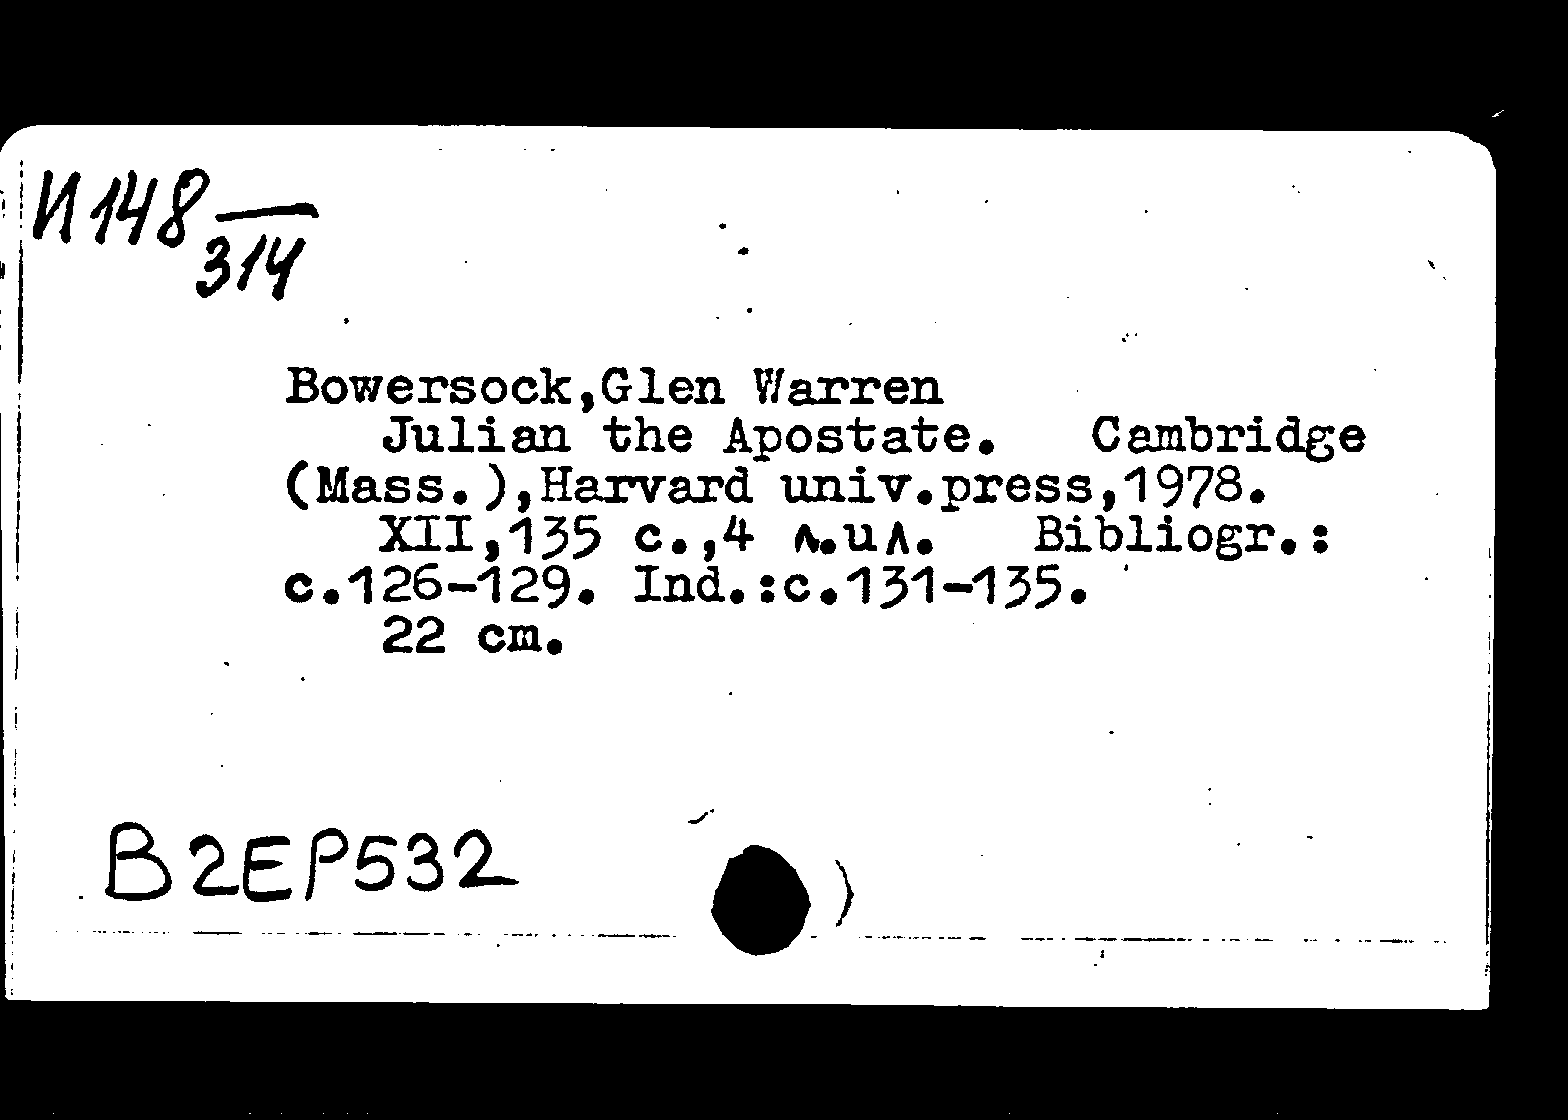 И148
314
Bowersock,Glen Warren
Julian the Apostate. Cambridge
(Mass.),Harvard univ.press,1978.
XII,135 с.,4 л.ил. Bibliogr.:
с.126-129. Ind.:с.131-135.
22 cm.
B2EP532